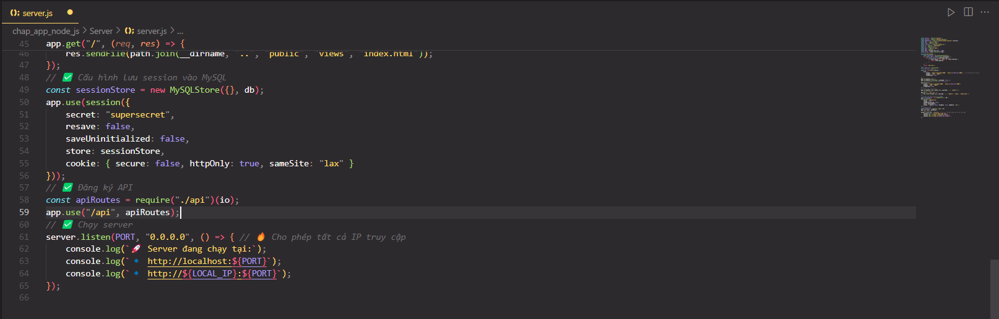 server.js
chap_app_node_js > Server > server.js > ...
45 app.get("/", (req, res) => {
46 res.sendFile(path.join(__dirname, "..", "public", "views", "index.html"));
47 });
48 // ✅ Cấu hình lưu session vào MySQL
49 const sessionStore = new MySQLStore({}, db);
50 app.use(session({
51 secret: "supersecret",
52 resave: false,
53 saveUninitialized: false,
54 store: sessionStore,
55 cookie: { secure: false, httpOnly: true, sameSite: "lax" }
56 }));
57 // ✅ Đăng ký API
58 const apiRoutes = require("./api")(io);
59 app.use("/api", apiRoutes);
60 // ✅ Chạy server
61 server.listen(PORT, "0.0.0.0", () => { // 🔥 Cho phép tất cả IP truy cập
62 console.log(`🚀 Server đang chạy tại:`);
63 console.log(`🔹 http://localhost:${PORT}`);
64 console.log(`🔹 http://${LOCAL_IP}:${PORT}`);
65 });
66